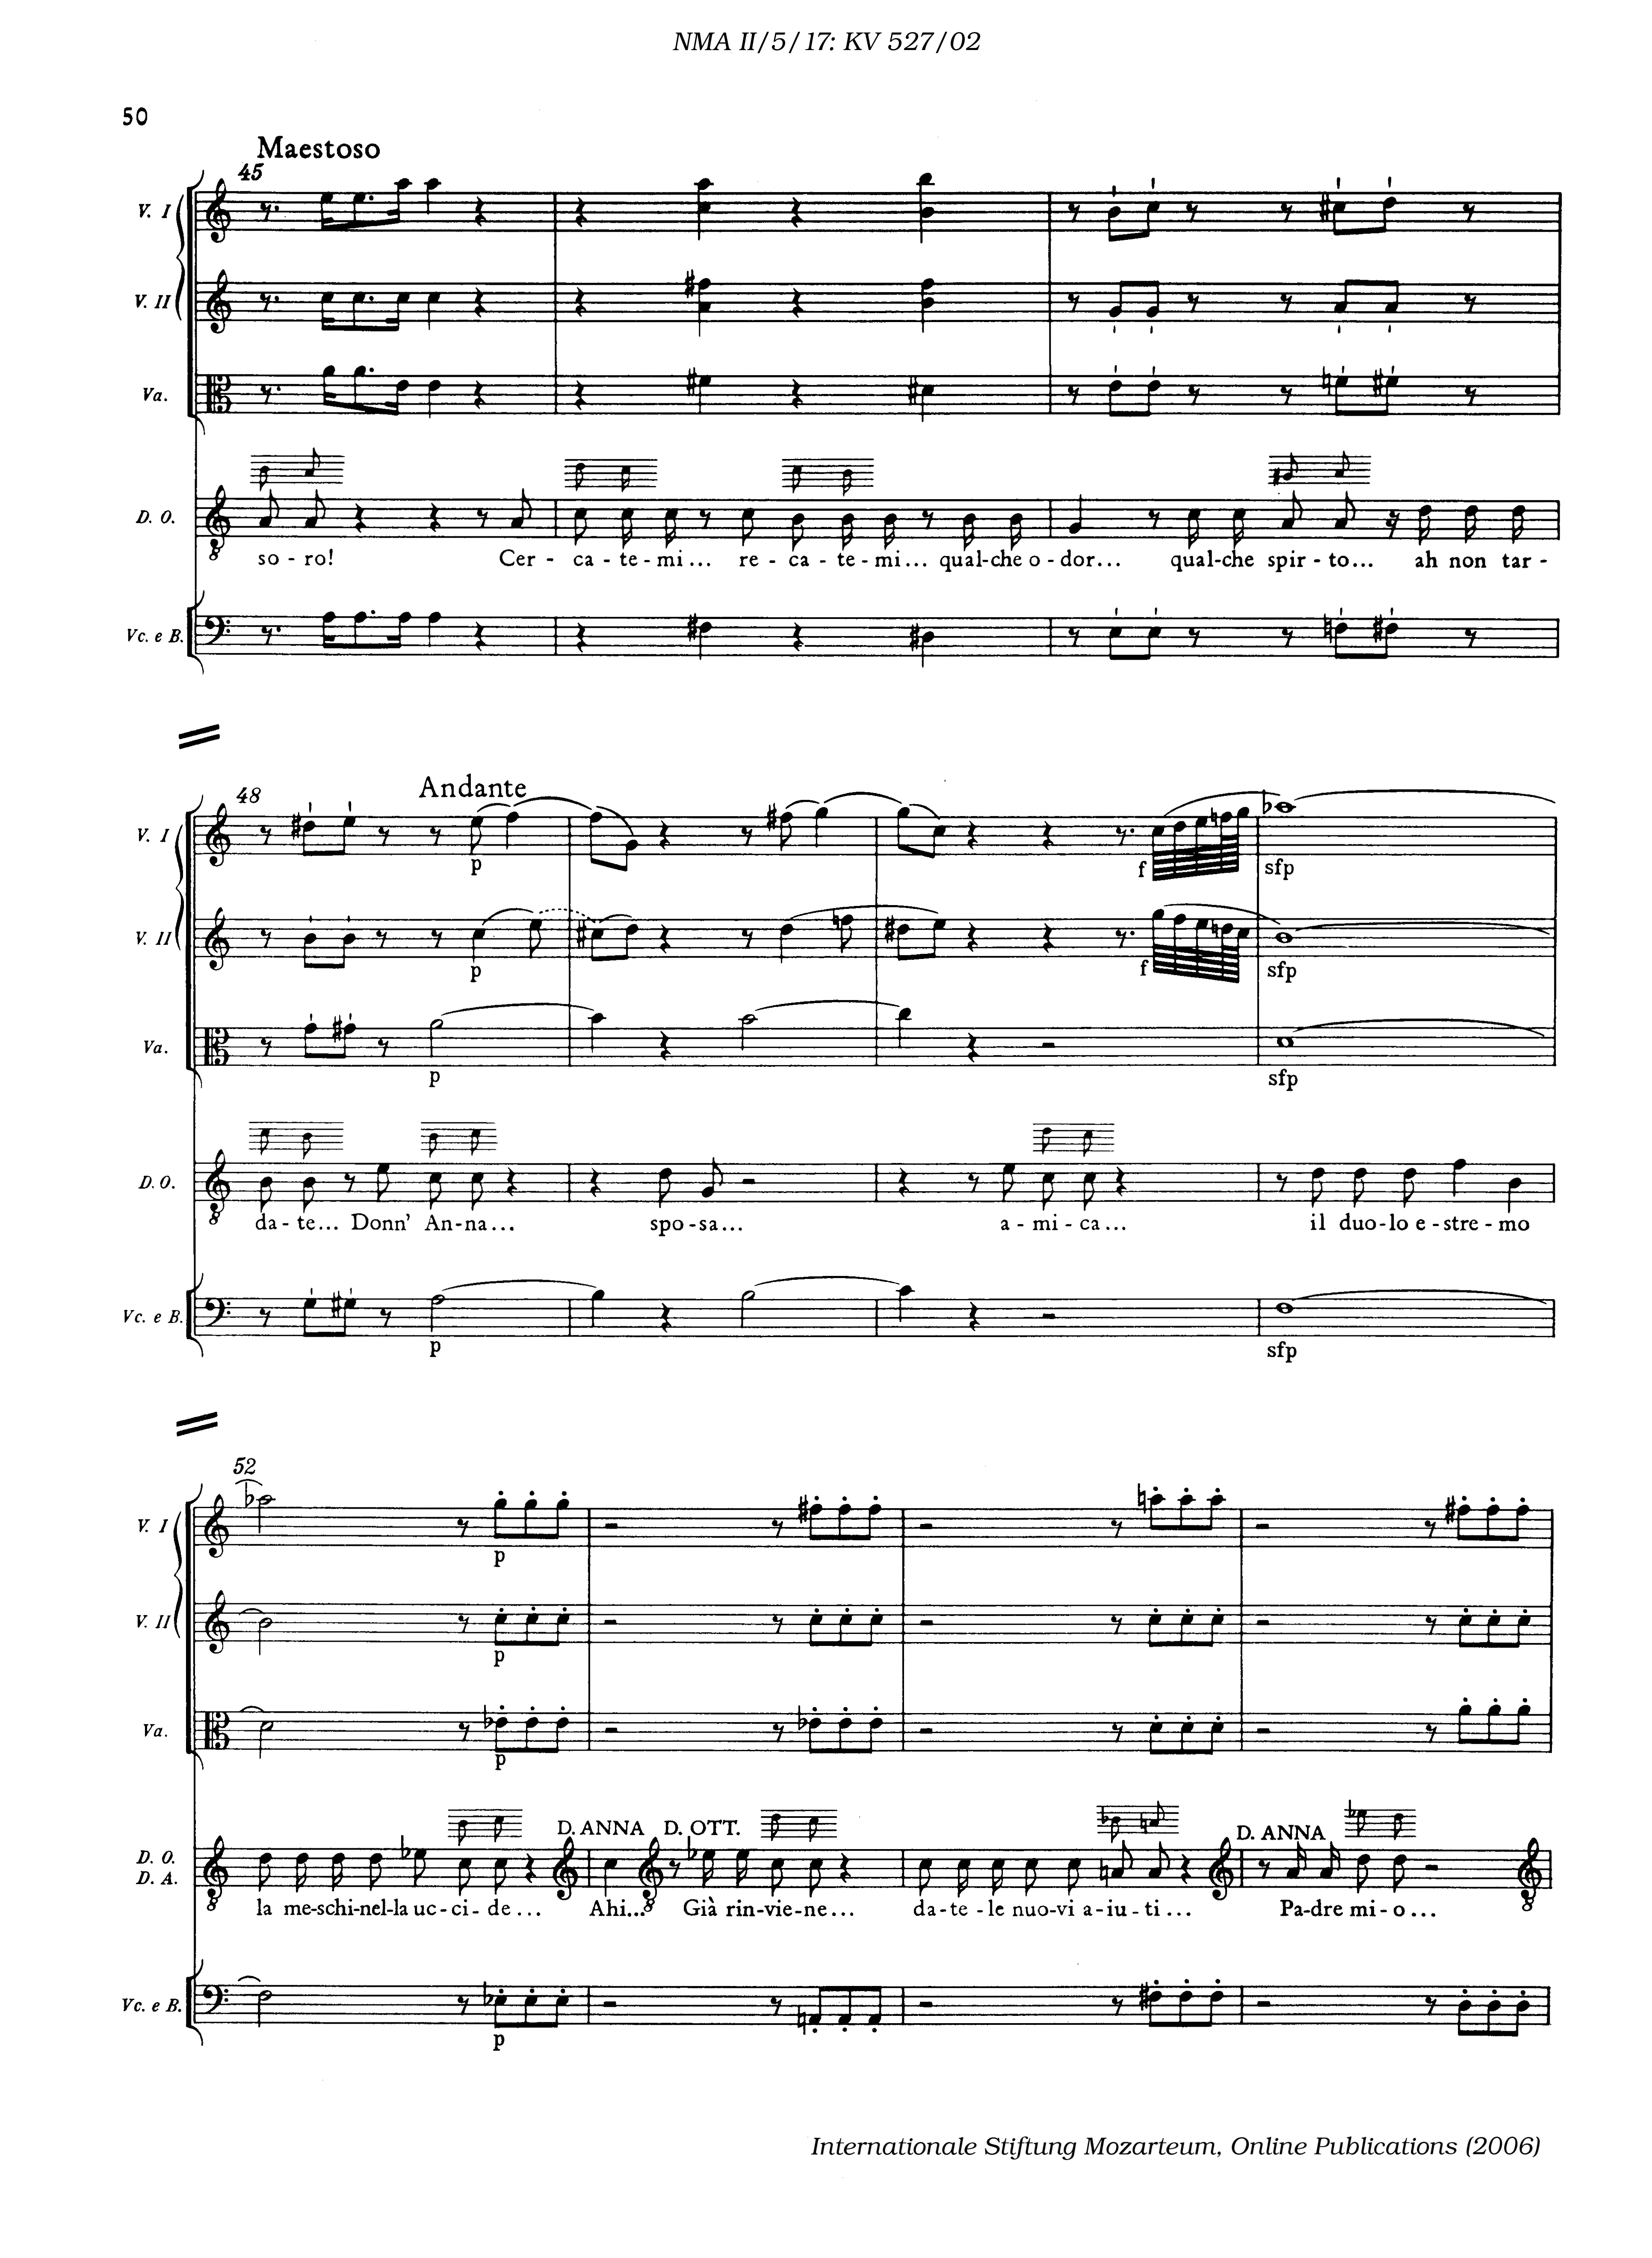 NMA II/5/17: KV 527/02
50
Maestoso
45
V. I
V. II
Va.
D. O.
so - ro! Cer - ca - te - mi... re - ca - te - mi... qual-che o - dor... qual-che spir - to... ah non tar -
Vc. e B.
48
Andante
V. I
p
f
sfp
V. II
p
f
sfp
Va.
p
sfp
D. O.
da - te... Donn' An - na... spo - sa... a - mi - ca... il duo - lo e - stre - mo
Vc. e B.
p
sfp
52
V. I
p
V. II
p
Va.
p
D. ANNA D. OTT. D. ANNA
D. O.
D. A.
la me-schi-nel-la uc - ci - de... Ahi... Già rin-vie-ne... da - te - le nuo-vi a-iu - ti... Pa-dre mi - o...
Vc. e B.
p
Internationale Stiftung Mozarteum, Online Publications (2006)